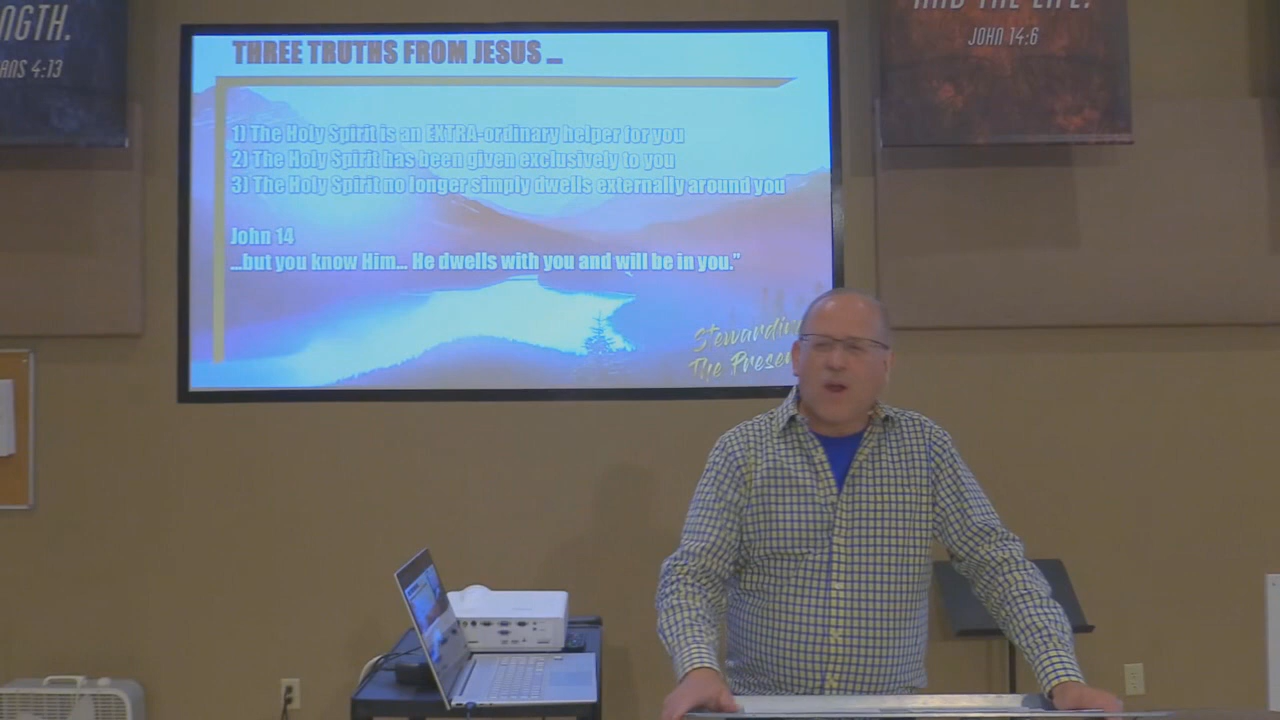 NGTH.
ANS 4:13
THREE TRUTHS FROM JESUS ...
1) The Holy Spirit is an EXTRA-ordinary helper for you
2) The Holy Spirit has been given exclusively to you
3) The Holy Spirit no longer simply dwells externally around you
John 14
...but you know Him... He dwells with you and will be in you."
Stewardin
The Presen
AND THE LIFE.
JOHN 14:6